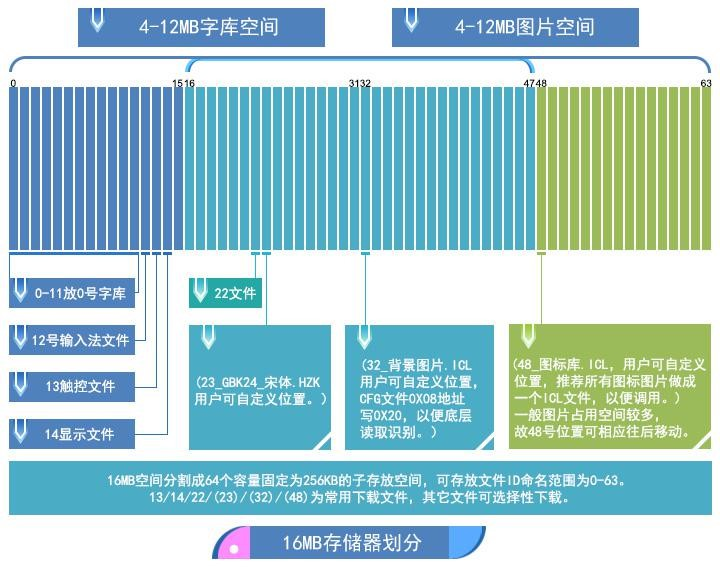 4-12MB字库空间
4-12MB图片空间
0 1516 3132 4748 63
0-11放0号字库
22文件
12号输入法文件
13触控文件
14显示文件
(23_GBK24_宋体.HZK
用户可自定义位置。)
(32_背景图片.ICL
用户可自定义位置,
CFG文件0X08地址
写0X20, 以便底层
读取识别。)
(48_图标库.ICL, 用户可自定义
位置, 推荐所有图标图片做成
一个ICL文件, 以便调用。)
一般图片占用空间较多,
故48号位置可相应往后移动。
16MB空间分割成64个容量固定为256KB的子存放空间, 可存放文件ID命名范围为0-63。
13/14/22/(23)/(32)/(48)为常用下载文件, 其它文件可选择性下载。
16MB存储器划分